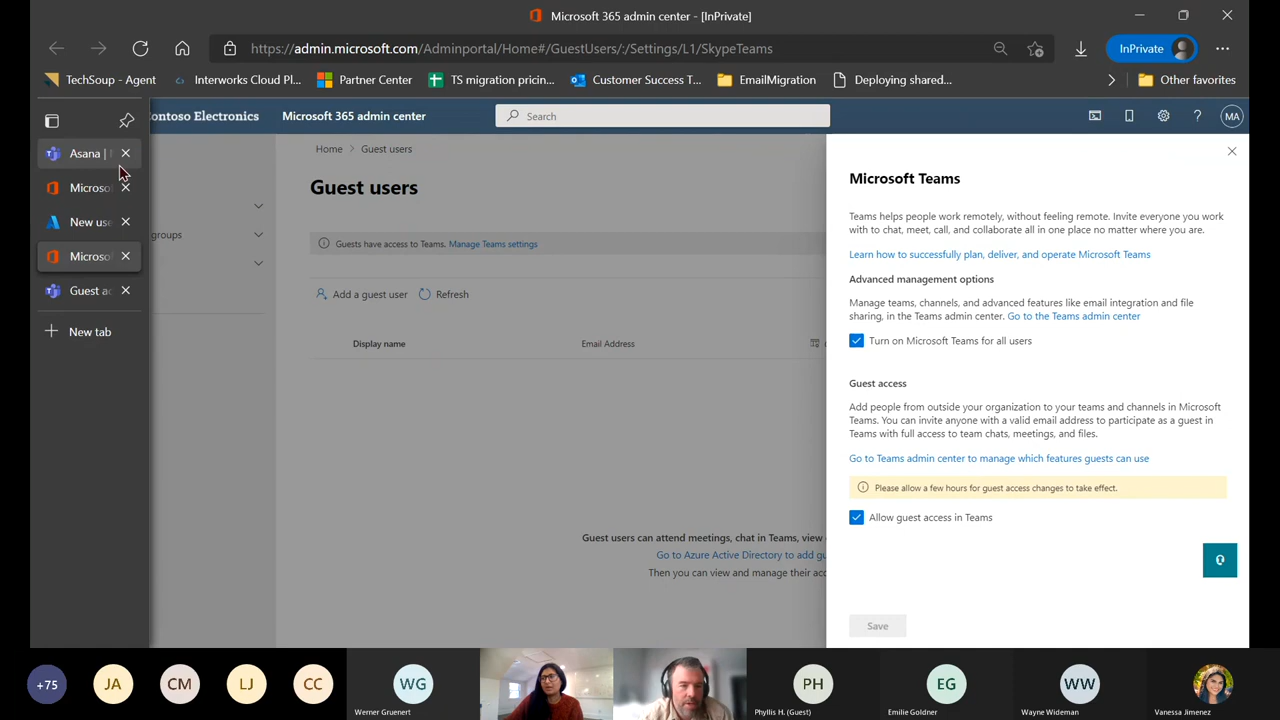 Microsoft 365 admin center - [InPrivate]
https://admin.microsoft.com/Adminportal/Home#/GuestUsers/:/Settings/L1/SkypeTeams
InPrivate
TechSoup - Agent
Interworks Cloud Pl...
Partner Center
TS migration pricin...
Customer Success T...
EmailMigration
Deploying shared...
Other favorites
ontoso Electronics
Microsoft 365 admin center
Search
MA
Asana |
Microso
New use
Microso
Guest ac
New tab
groups
Home > Guest users
Guest users
Guests have access to Teams. Manage Teams settings
Add a guest user
Refresh
Display name
Email Address
Guest users can attend meetings, chat in Teams, view
Go to Azure Active Directory to add gu
Then you can view and manage their acc
Microsoft Teams
Teams helps people work remotely, without feeling remote. Invite everyone you work
with to chat, meet, call, and collaborate all in one place no matter where you are.
Learn how to successfully plan, deliver, and operate Microsoft Teams
Advanced management options
Manage teams, channels, and advanced features like email integration and file
sharing, in the Teams admin center. Go to the Teams admin center
Turn on Microsoft Teams for all users
Guest access
Add people from outside your organization to your teams and channels in Microsoft
Teams. You can invite anyone with a valid email address to participate as a guest in
Teams with full access to team chats, meetings, and files.
Go to Teams admin center to manage which features guests can use
Please allow a few hours for guest access changes to take effect.
Allow guest access in Teams
Save
+75
JA
CM
LJ
CC
WG
Werner Gruenert
PH
Phyllis H. (Guest)
EG
Emilie Goldner
WW
Wayne Wideman
Vanessa Jimenez